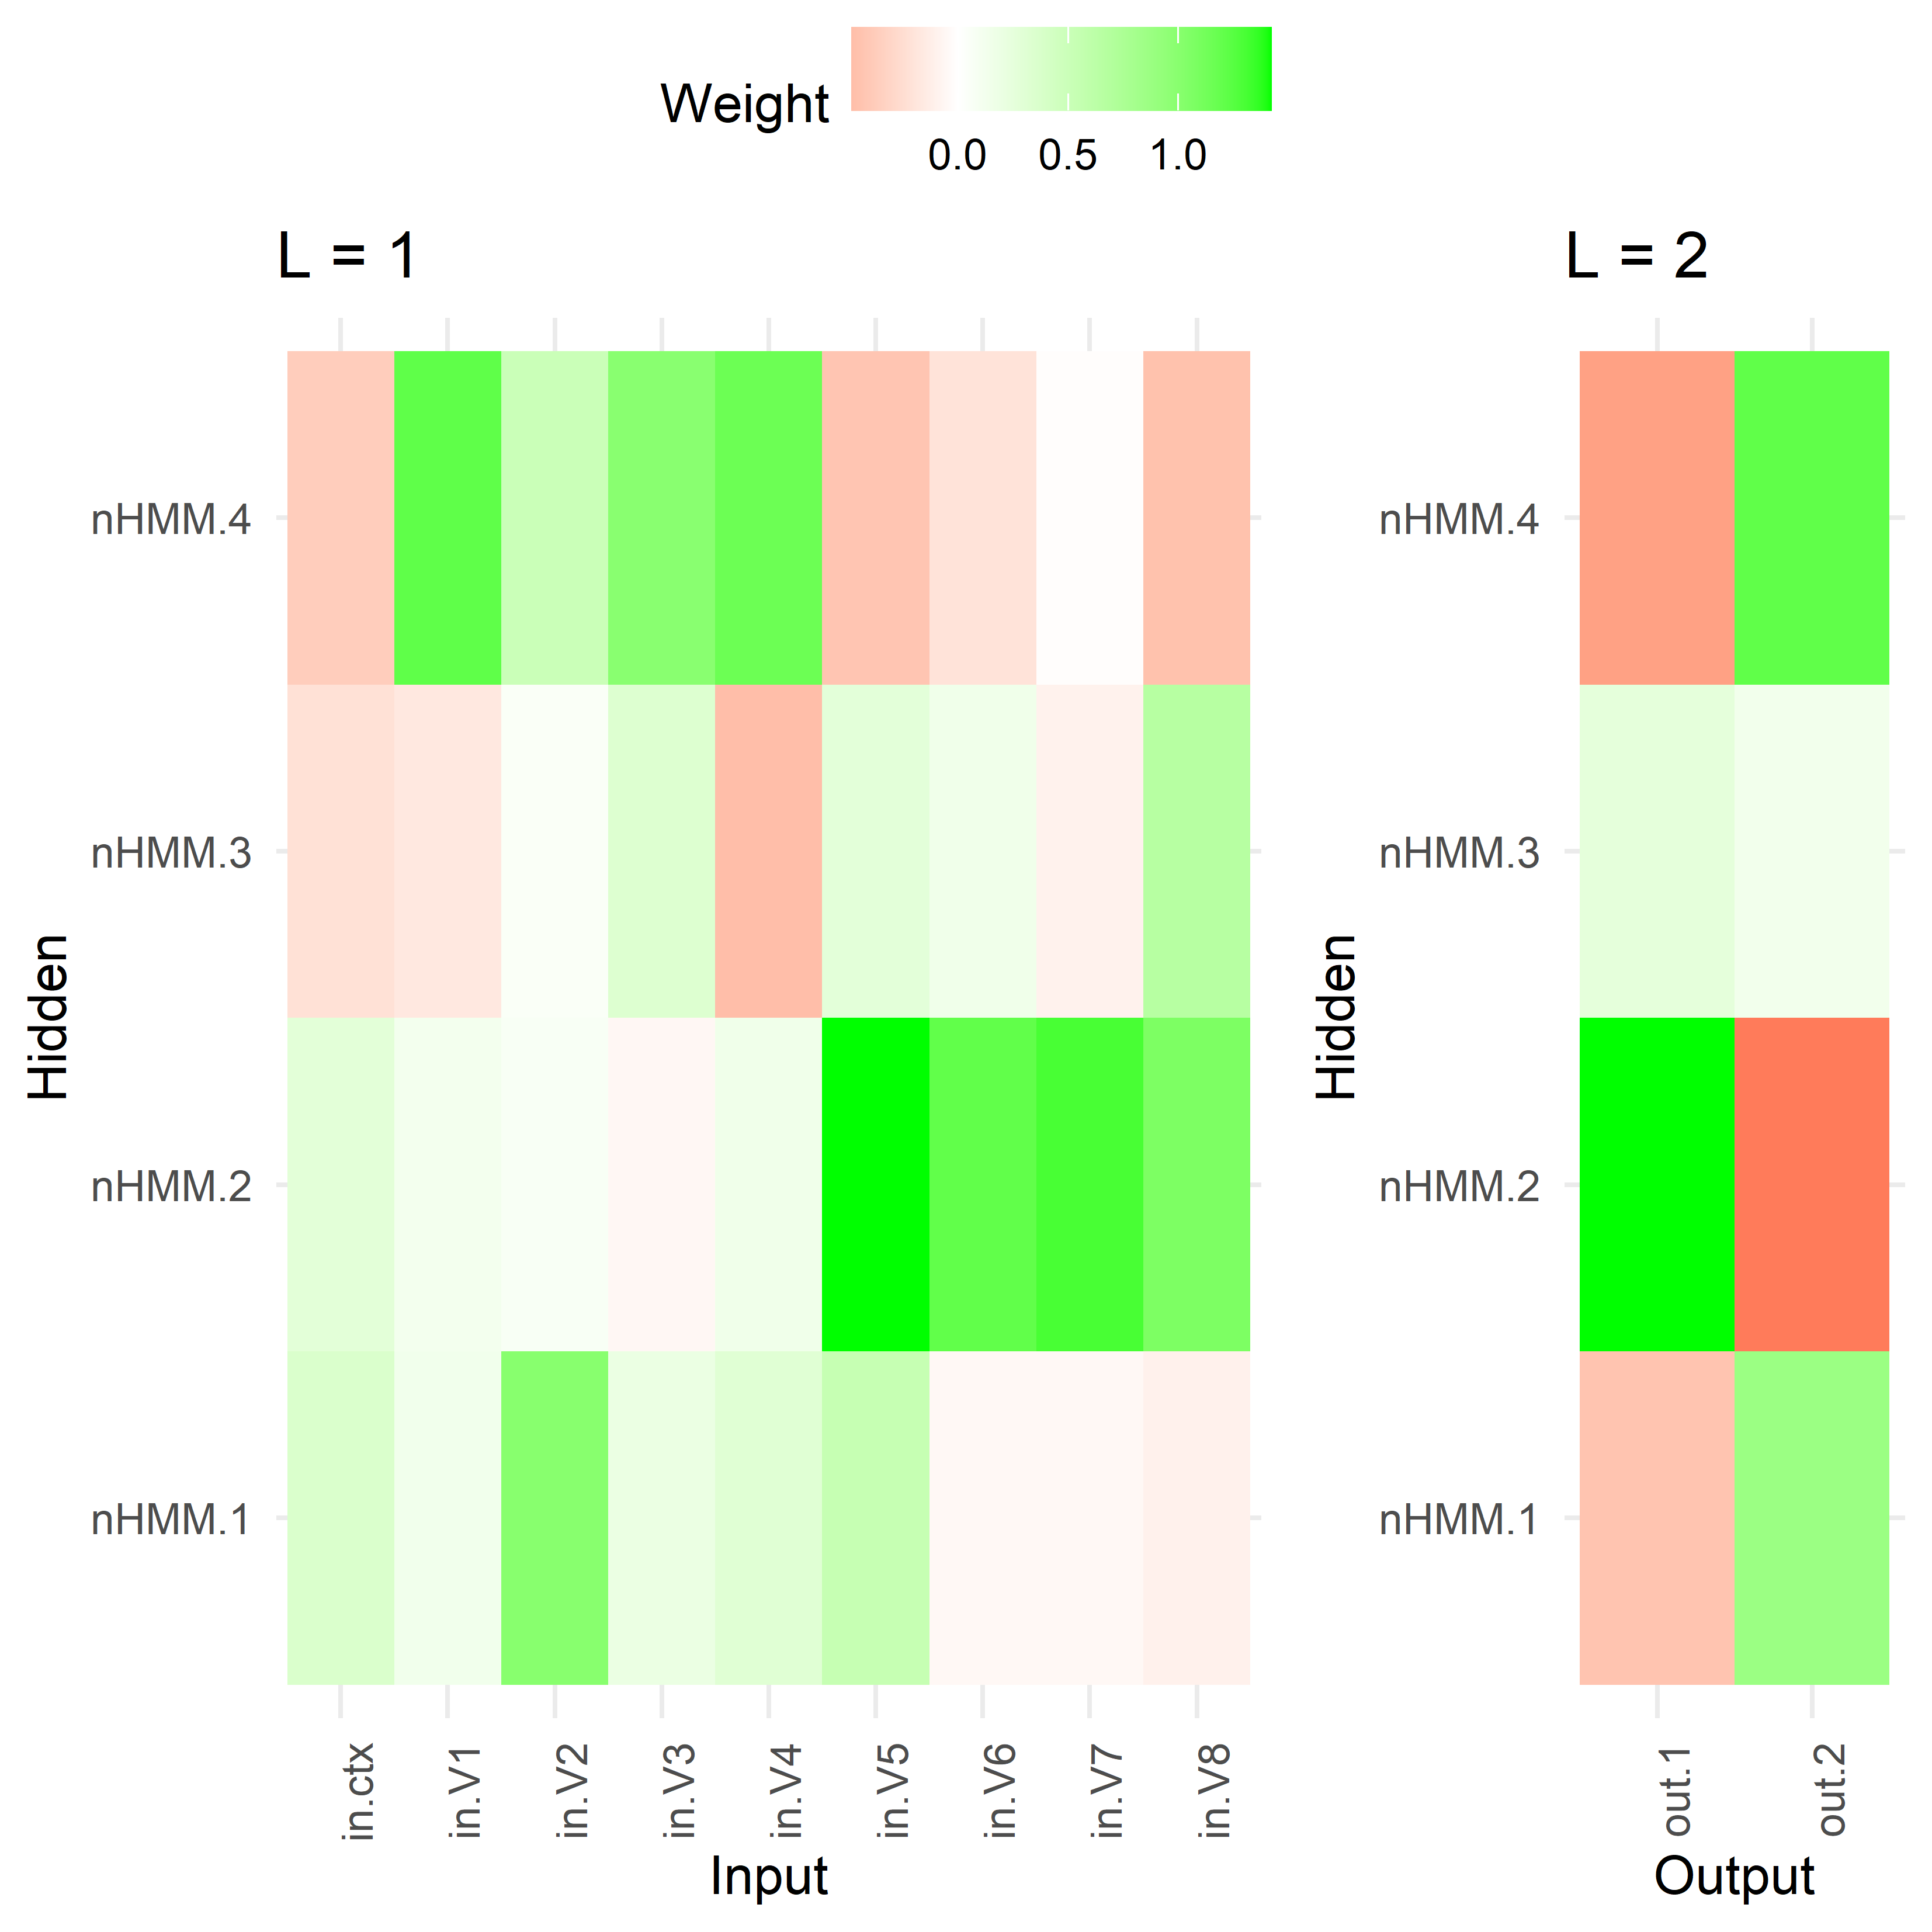 Weight
0.0 0.5 1.0
L = 1
L = 2
Hidden
nHMM.4
nHMM.3
nHMM.2
nHMM.1
in.ctx in.V1 in.V2 in.V3 in.V4 in.V5 in.V6 in.V7 in.V8
Input
Hidden
nHMM.4
nHMM.3
nHMM.2
nHMM.1
out.1 out.2
Output